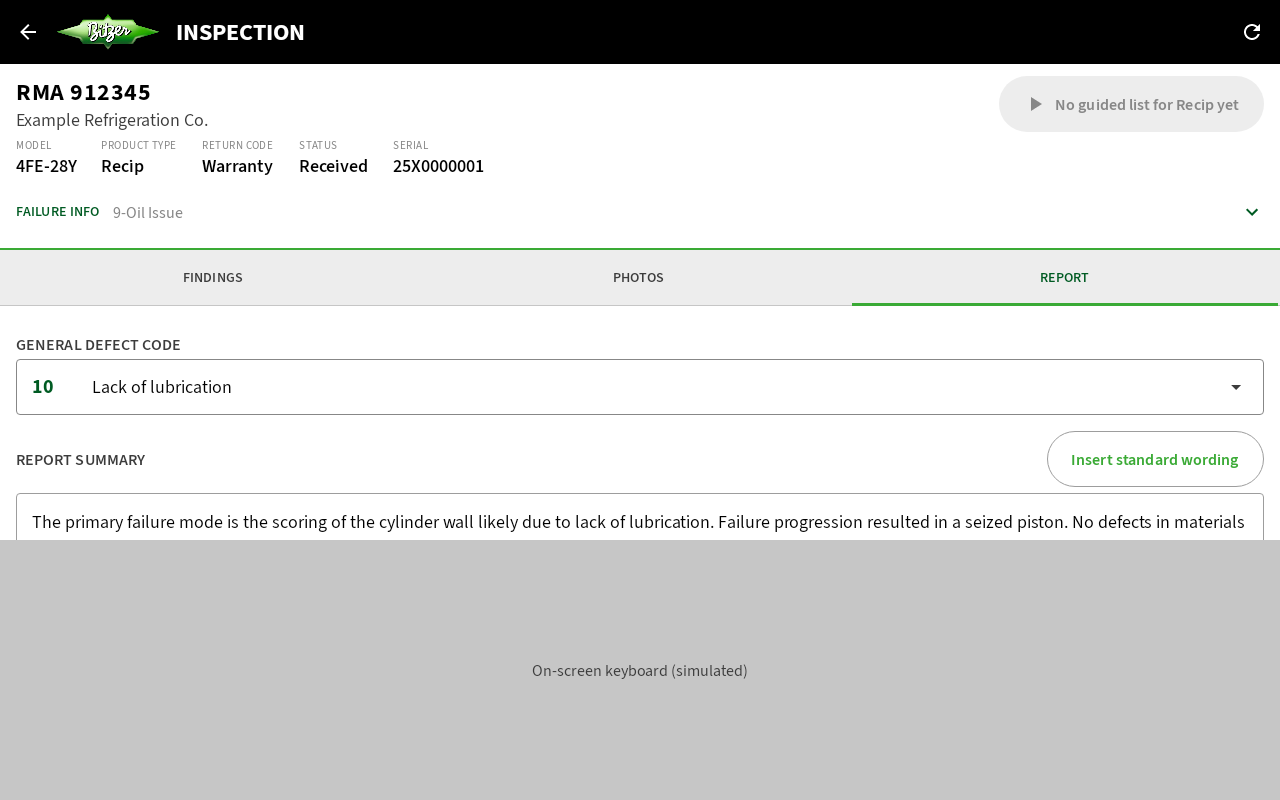 Bitzer
INSPECTION
RMA 912345
Example Refrigeration Co.
No guided list for Recip yet
MODEL PRODUCT TYPE RETURN CODE STATUS SERIAL
4FE-28Y Recip Warranty Received 25X0000001
FAILURE INFO 9-Oil Issue
FINDINGS PHOTOS REPORT
GENERAL DEFECT CODE
10 Lack of lubrication
REPORT SUMMARY
Insert standard wording
The primary failure mode is the scoring of the cylinder wall likely due to lack of lubrication. Failure progression resulted in a seized piston. No defects in materials
On-screen keyboard (simulated)